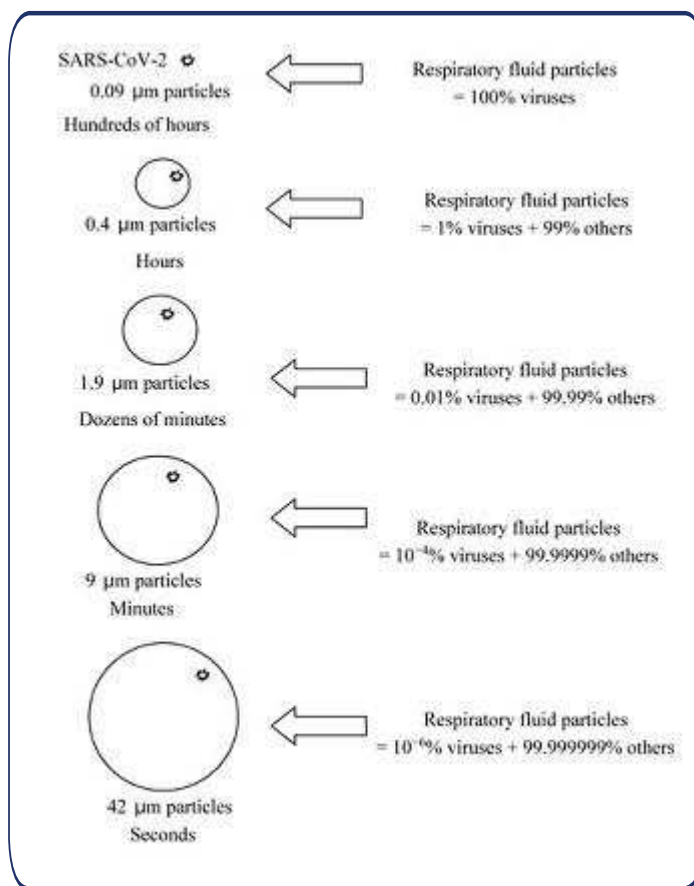 SARS-CoV-2
0.09 μm particles
Hundreds of hours
Respiratory fluid particles
= 100% viruses
0.4 μm particles
Hours
Respiratory fluid particles
= 1% viruses + 99% others
1.9 μm particles
Dozens of minutes
Respiratory fluid particles
= 0.01% viruses + 99.99% others
9 μm particles
Minutes
Respiratory fluid particles
= 10⁻⁴% viruses + 99.9999% others
42 μm particles
Seconds
Respiratory fluid particles
= 10⁻⁶% viruses + 99.999999% others